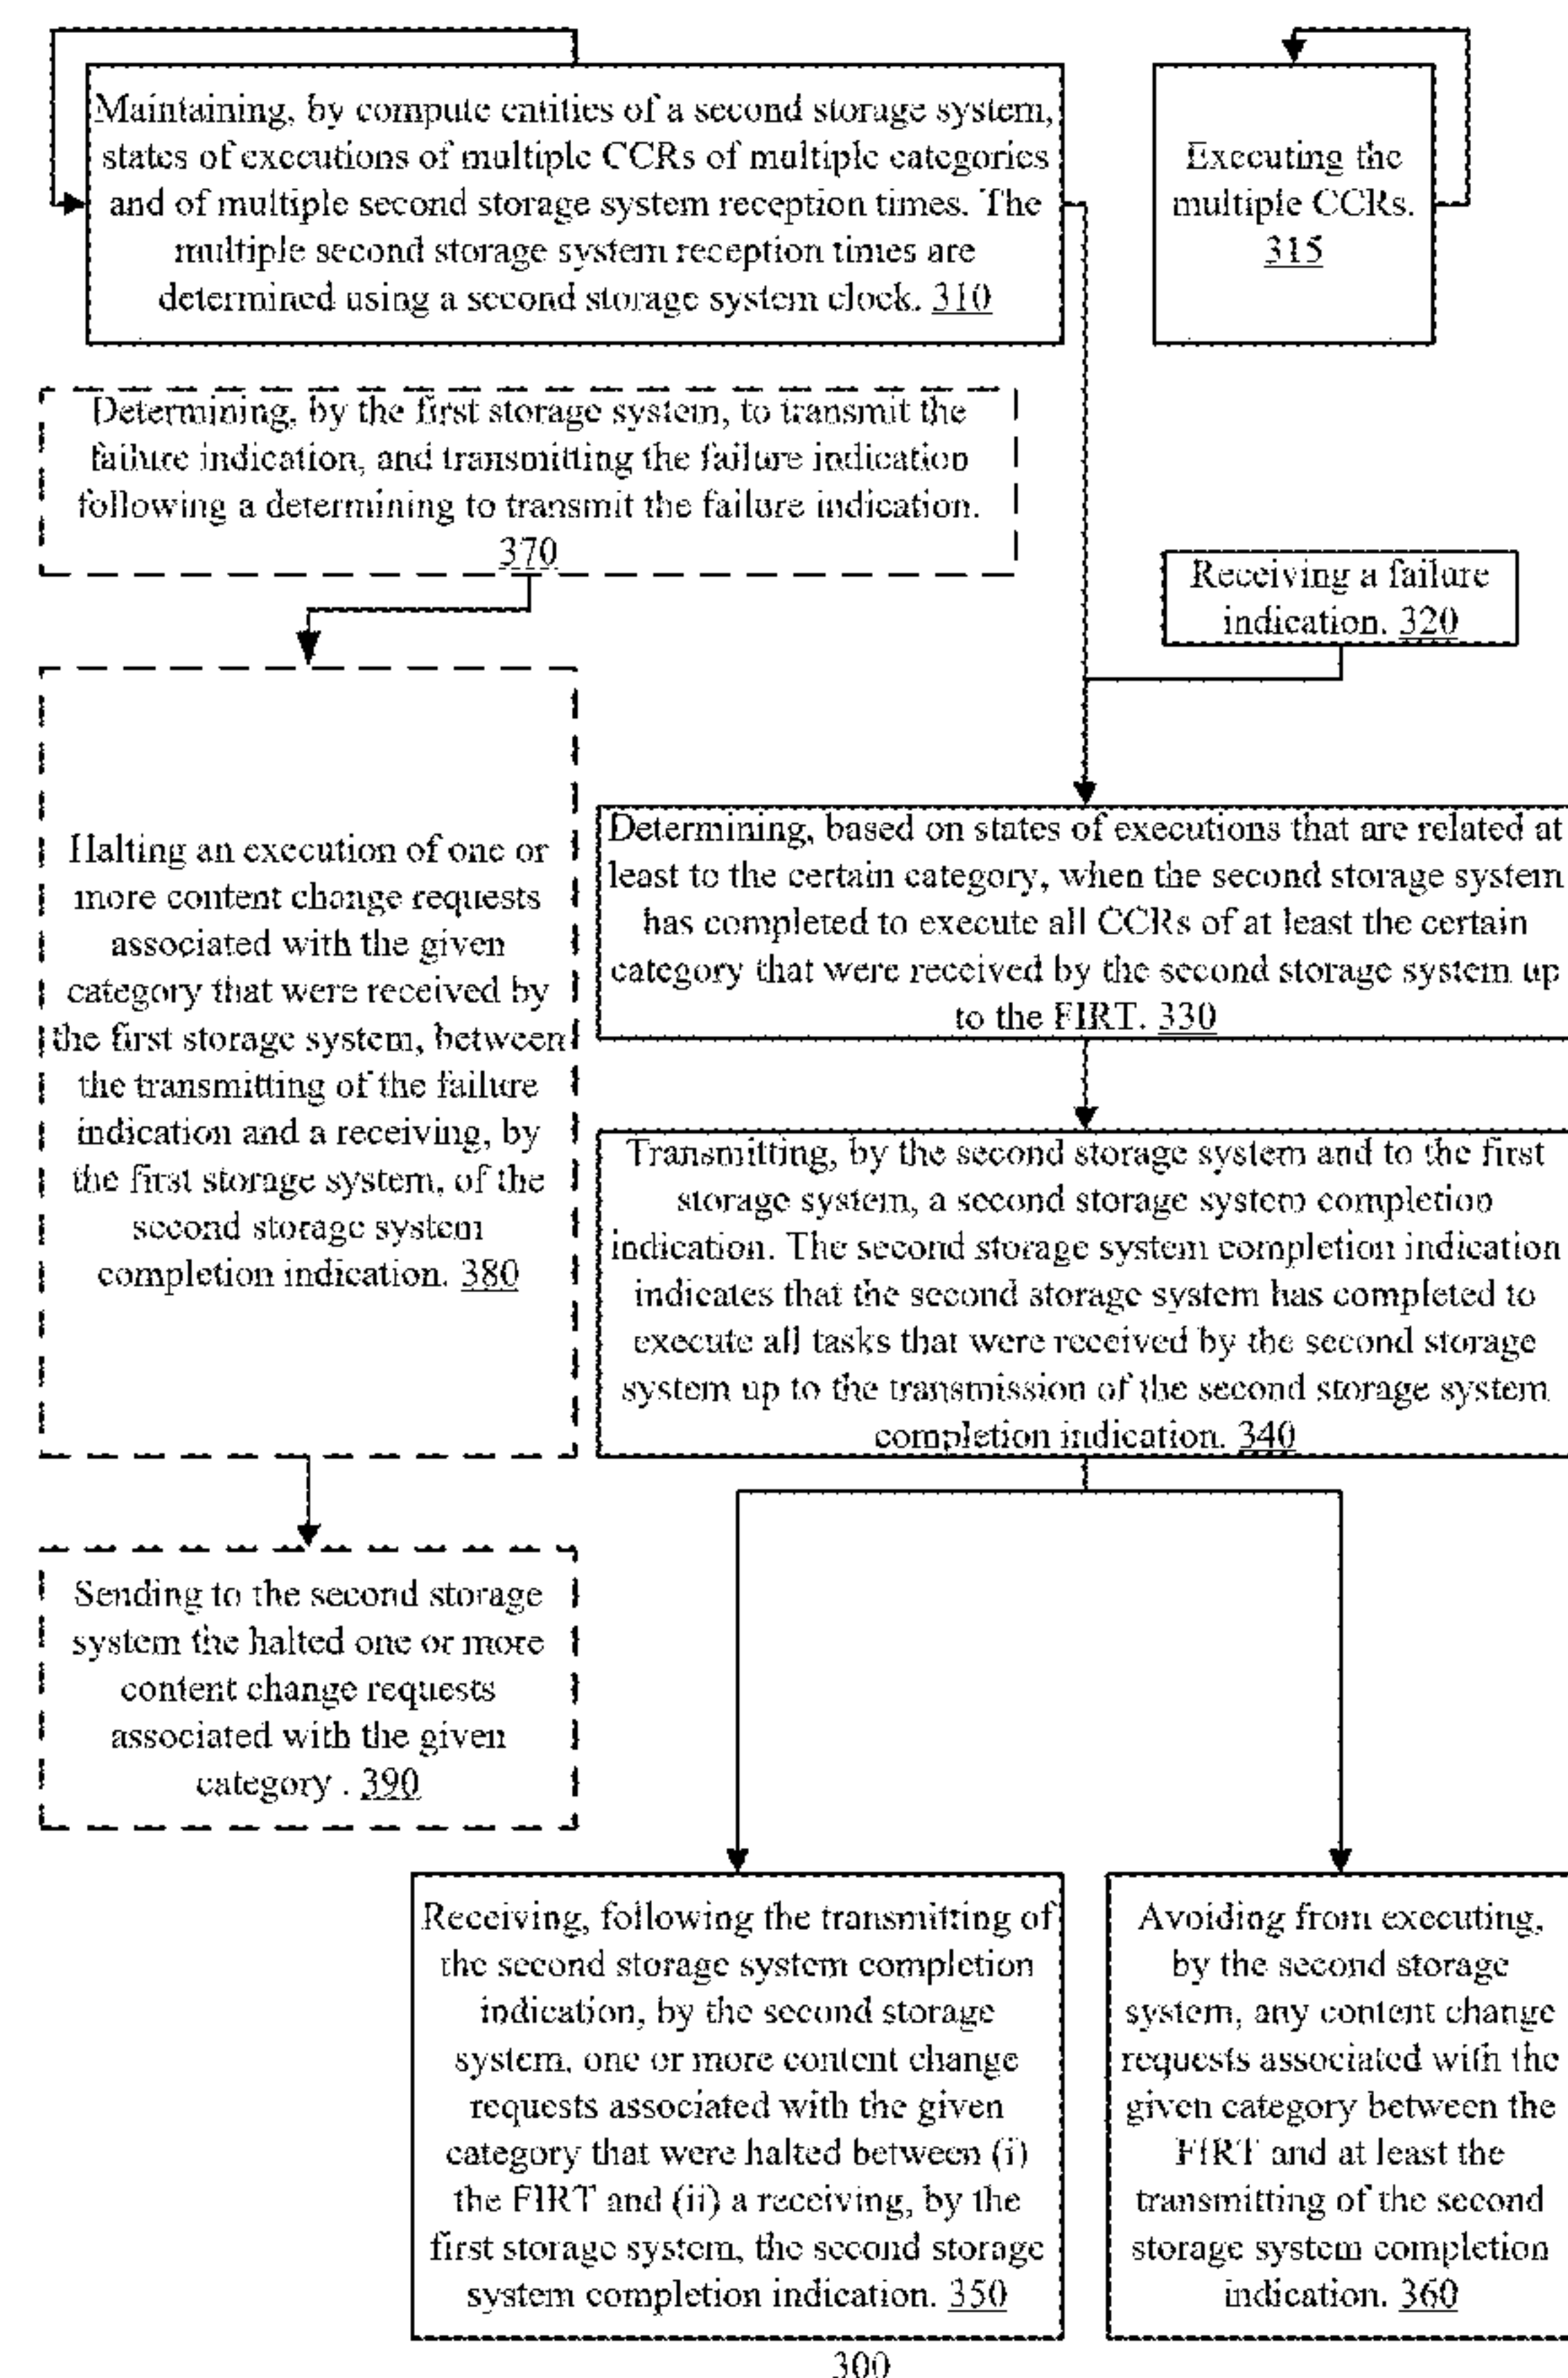 Maintaining, by compute entities of a second storage system,
states of executions of multiple CCRs of multiple categories
and of multiple second storage system reception times. The
multiple second storage system reception times are
determined using a second storage system clock. 310
Executing the
multiple CCRs.
315
Determining, by the first storage system, to transmit the
failure indication, and transmitting the failure indication
following a determining to transmit the failure indication.
370
Receiving a failure
indication. 320
Halting an execution of one or
more content change requests
associated with the given
category that were received by
the first storage system, between
the transmitting of the failure
indication and a receiving, by
the first storage system, of the
second storage system
completion indication. 380
Determining, based on states of executions that are related at
least to the certain category, when the second storage system
has completed to execute all CCRs of at least the certain
category that were received by the second storage system up
to the FIRT. 330
Transmitting, by the second storage system and to the first
storage system, a second storage system completion
indication. The second storage system completion indication
indicates that the second storage system has completed to
execute all tasks that were received by the second storage
system up to the transmission of the second storage system
completion indication. 340
Sending to the second storage
system the halted one or more
content change requests
associated with the given
category . 390
Receiving, following the transmitting of
the second storage system completion
indication, by the second storage
system, one or more content change
requests associated with the given
category that were halted between (i)
the FIRT and (ii) a receiving, by the
first storage system, the second storage
system completion indication. 350
Avoiding from executing,
by the second storage
system, any content change
requests associated with the
given category between the
FIRT and at least the
transmitting of the second
storage system completion
indication. 360
300